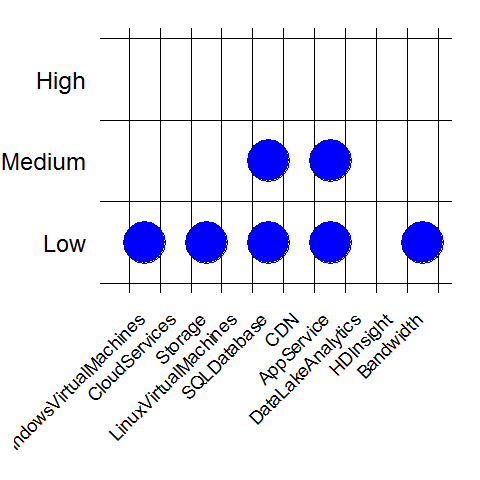 High
Medium
Low
ndowsVirtualMachines
CloudServices
Storage
LinuxVirtualMachines
SQLDatabase
CDN
AppService
DataLakeAnalytics
HDInsight
Bandwidth